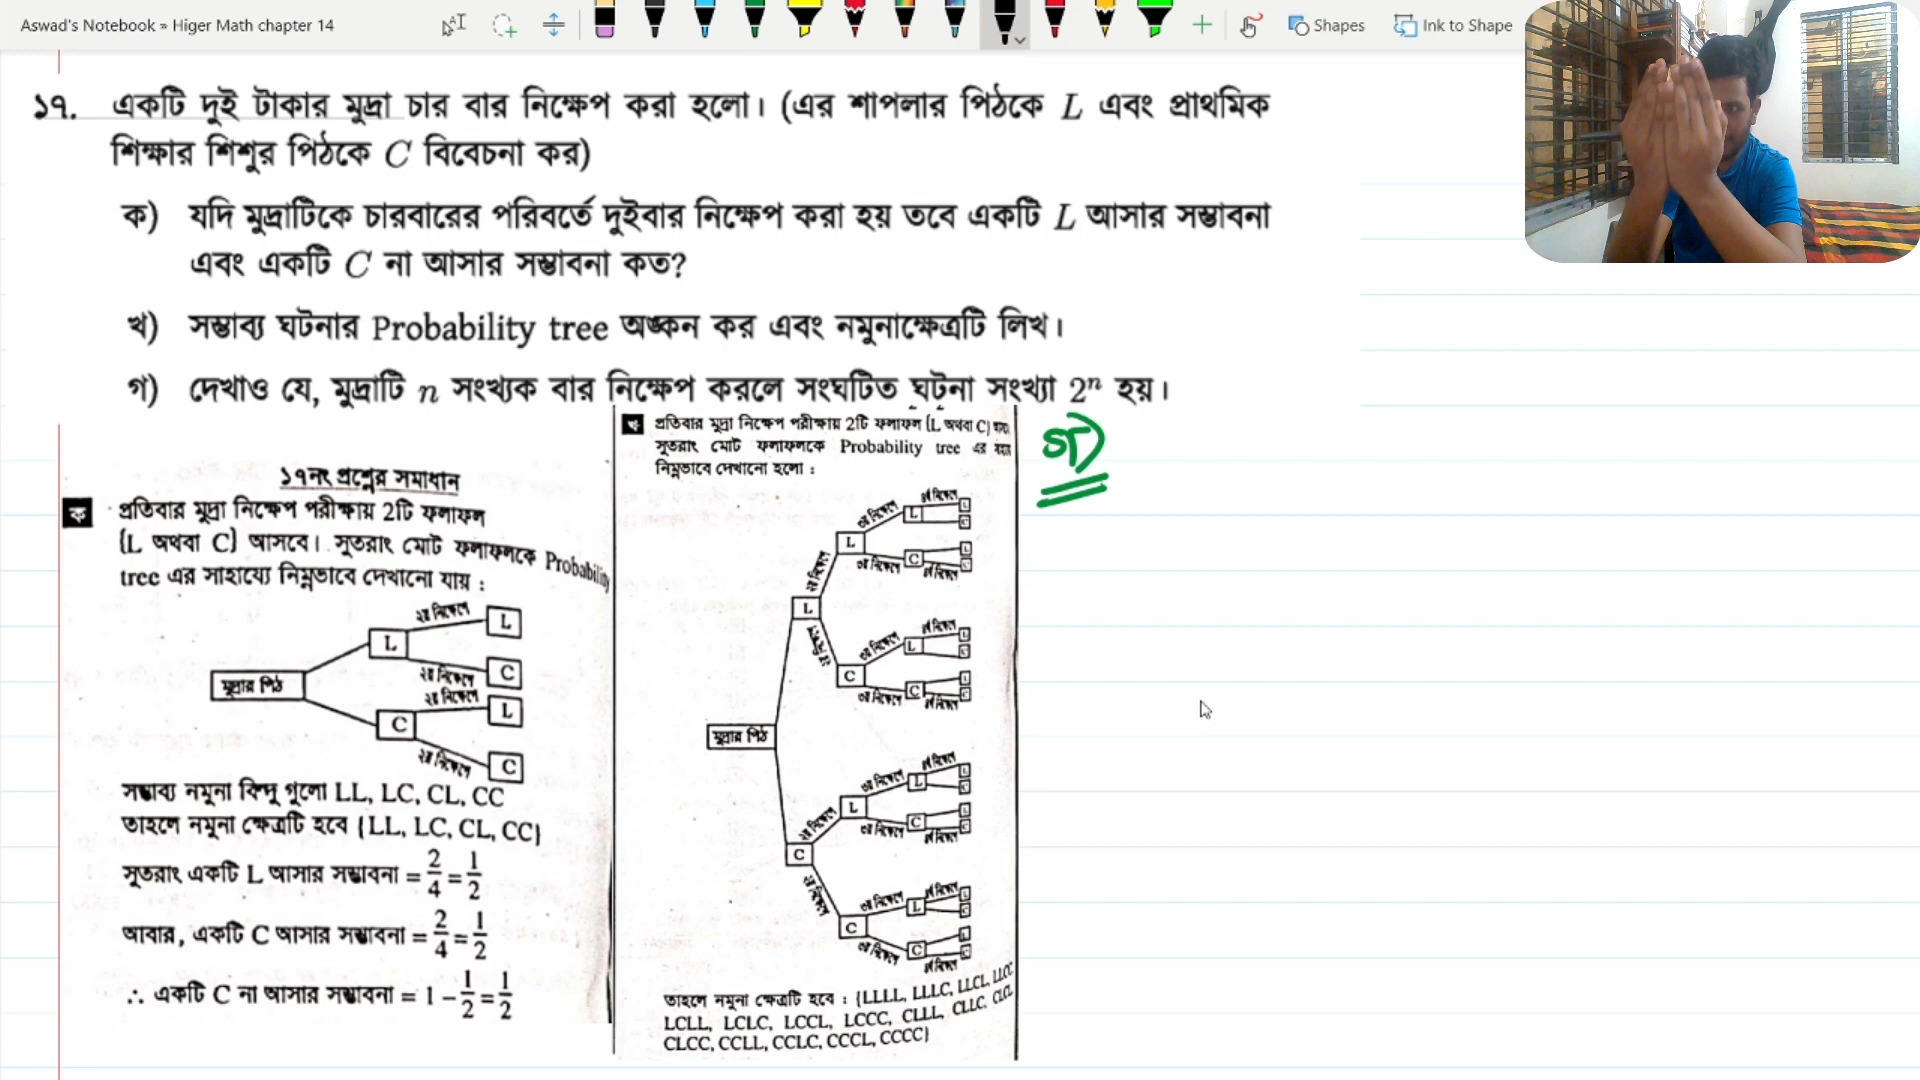 Aswad's Notebook » Higer Math chapter 14
Shapes
Ink to Shape
১৭. একটি দুই টাকার মুদ্রা চার বার নিক্ষেপ করা হলো। (এর শাপলার পিঠকে L এবং প্রাথমিক
শিক্ষার শিশুর পিঠকে C বিবেচনা কর)
ক) যদি মুদ্রাটিকে চারবারের পরিবর্তে দুইবার নিক্ষেপ করা হয় তবে একটি L আসার সম্ভাবনা
এবং একটি C না আসার সম্ভাবনা কত?
খ) সম্ভাব্য ঘটনার Probability tree অঙ্কন কর এবং নমুনাক্ষেত্রটি লিখ।
গ) দেখাও যে, মুদ্রাটি n সংখ্যক বার নিক্ষেপ করলে সংঘটিত ঘটনা সংখ্যা 2ⁿ হয়।
১৭নং প্রশ্নের সমাধান
ক প্রতিবার মুদ্রা নিক্ষেপ পরীক্ষায় 2টি ফলাফল
{L অথবা C} আসবে। সুতরাং মোট ফলাফলকে Probability
tree এর সাহায্যে নিম্নভাবে দেখানো যায় :
মুদ্রার পিঠ
L
C
২য় নিক্ষেপ
L
২য় নিক্ষেপ
C
২য় নিক্ষেপ
L
২য় নিক্ষেপ
C
সম্ভাব্য নমুনা বিন্দু গুলো LL, LC, CL, CC
তাহলে নমুনা ক্ষেত্রটি হবে {LL, LC, CL, CC}
সুতরাং একটি L আসার সম্ভাবনা = 2/4 = 1/2
আবার, একটি C আসার সম্ভাবনা = 2/4 = 1/2
∴ একটি C না আসার সম্ভাবনা = 1 - 1/2 = 1/2
খ প্রতিবার মুদ্রা নিক্ষেপ পরীক্ষায় 2টি ফলাফল {L অথবা C}
সুতরাং মোট ফলাফলকে Probability tree এর
নিম্নভাবে দেখানো হলো :
মুদ্রার পিঠ
L
C
L
C
L
C
L
C
L
C
L
C
L
C
তাহলে নমুনা ক্ষেত্রটি হবে : {LLLL, LLLC, LLCL, LLCC
LCLL, LCLC, LCCL, LCCC, CLLL, CLLC, CLCL
CLCC, CCLL, CCLC, CCCL, CCCC}
গ)